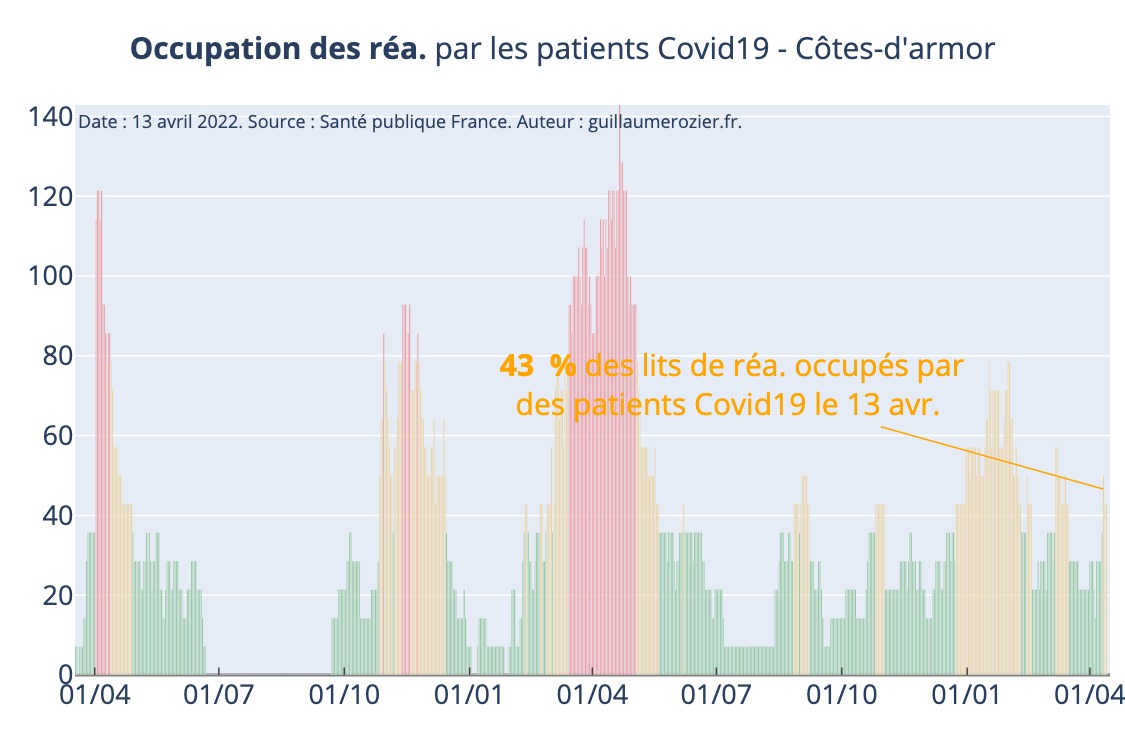 Occupation des réa. par les patients Covid19 - Côtes-d'armor
140
Date : 13 avril 2022. Source : Santé publique France. Auteur : guillaumerozier.fr.
120
100
80
43 % des lits de réa. occupés par
des patients Covid19 le 13 avr.
60
40
20
0
01/04 01/07 01/10 01/01 01/04 01/07 01/10 01/01 01/04